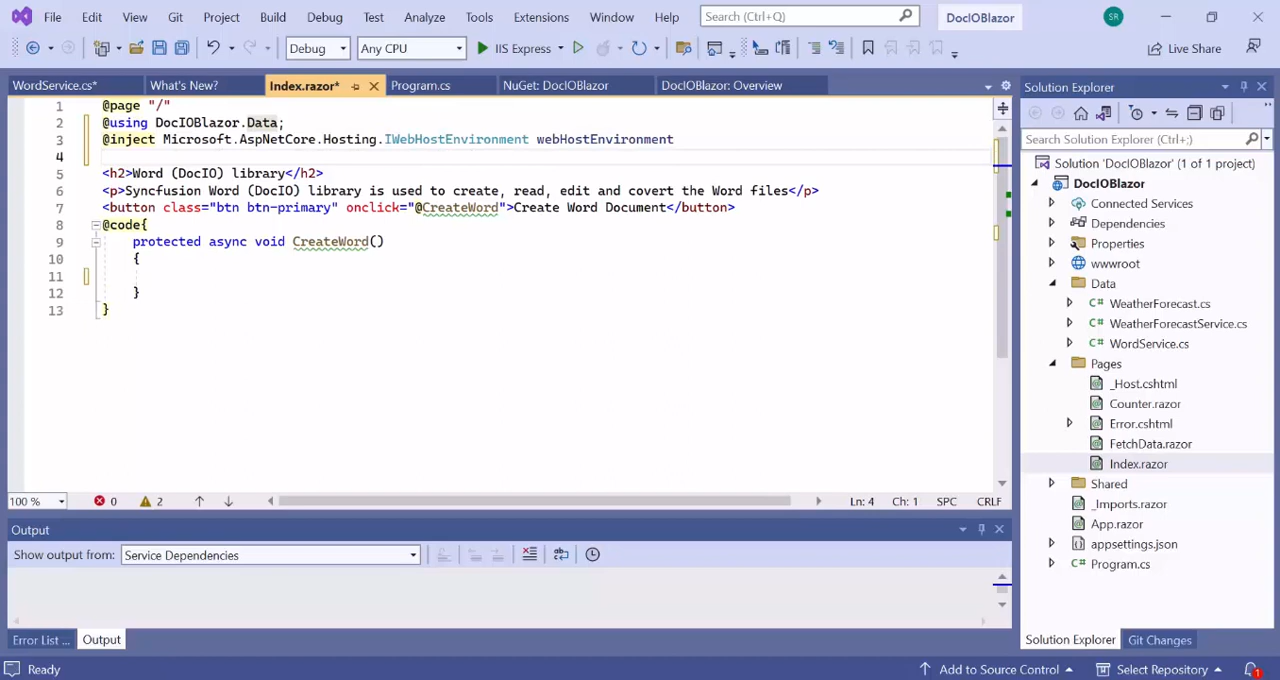 File Edit View Git Project Build Debug Test Analyze Tools Extensions Window Help Search (Ctrl+Q) DocIOBlazor SR
Debug Any CPU IIS Express Live Share
WordService.cs* What's New? Index.razor* Program.cs NuGet: DocIOBlazor DocIOBlazor: Overview
1 @page "/"
2 @using DocIOBlazor.Data;
3 @inject Microsoft.AspNetCore.Hosting.IWebHostEnvironment webHostEnvironment
4
5 <h2>Word (DocIO) library</h2>
6 <p>Syncfusion Word (DocIO) library is used to create, read, edit and covert the Word files</p>
7 <button class="btn btn-primary" onclick="@CreateWord">Create Word Document</button>
8 @code{
9 protected async void CreateWord()
10 {
11
12 }
13 }
100 % 0 2 Ln: 4 Ch: 1 SPC CRLF
Output
Show output from: Service Dependencies
Error List ... Output
Solution Explorer
Search Solution Explorer (Ctrl+;)
Solution 'DocIOBlazor' (1 of 1 project)
DocIOBlazor
Connected Services
Dependencies
Properties
wwwroot
Data
C# WeatherForecast.cs
C# WeatherForecastService.cs
C# WordService.cs
Pages
_Host.cshtml
Counter.razor
Error.cshtml
FetchData.razor
Index.razor
Shared
_Imports.razor
App.razor
appsettings.json
C# Program.cs
Solution Explorer Git Changes
Ready Add to Source Control Select Repository 1